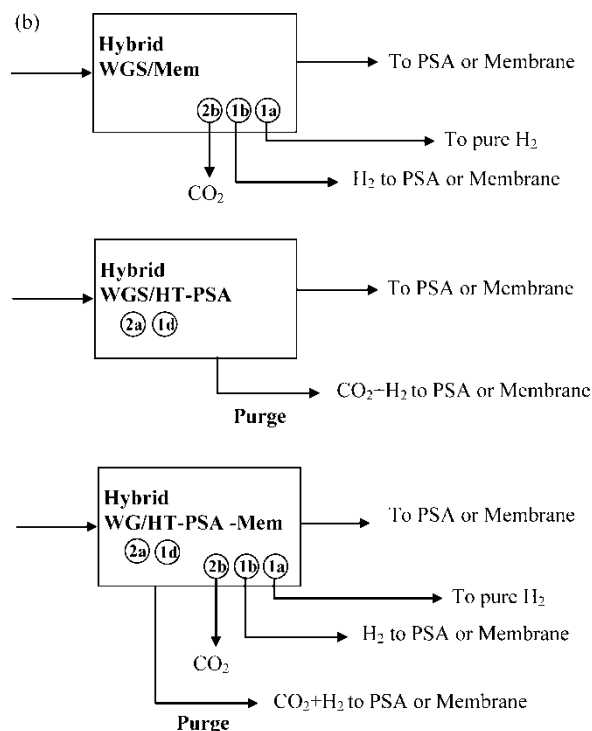 (b)
Hybrid
WGS/Mem
To PSA or Membrane
2b 1b 1a
To pure H₂
H₂ to PSA or Membrane
CO₂
Hybrid
WGS/HT-PSA
To PSA or Membrane
2a 1d
CO₂–H₂ to PSA or Membrane
Purge
Hybrid
WG/HT-PSA -Mem
To PSA or Membrane
2a 1d
2b 1b 1a
To pure H₂
H₂ to PSA or Membrane
CO₂
CO₂+H₂ to PSA or Membrane
Purge